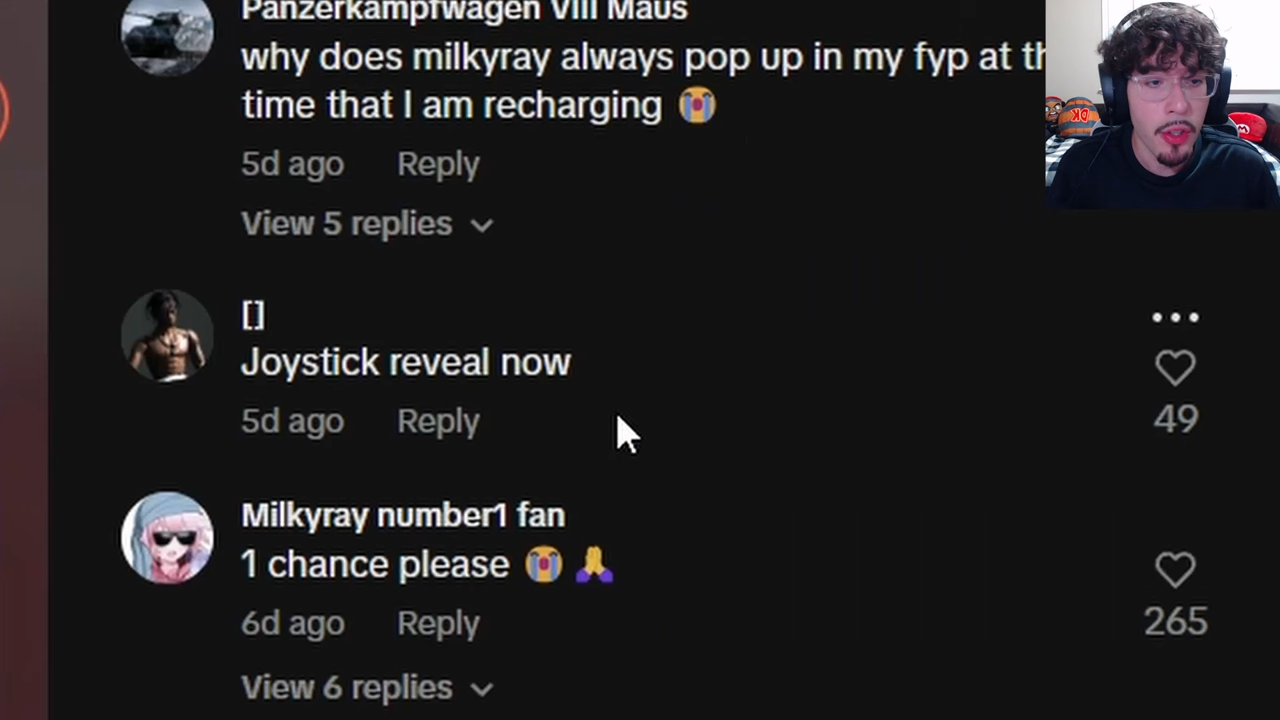 Panzerkampfwagen VIII Maus
why does milkyray always pop up in my fyp at th
time that I am recharging 😭
5d ago Reply
View 5 replies
[]
Joystick reveal now
5d ago Reply
49
Milkyray number1 fan
1 chance please 😭 🙏
6d ago Reply
265
View 6 replies
DK
M